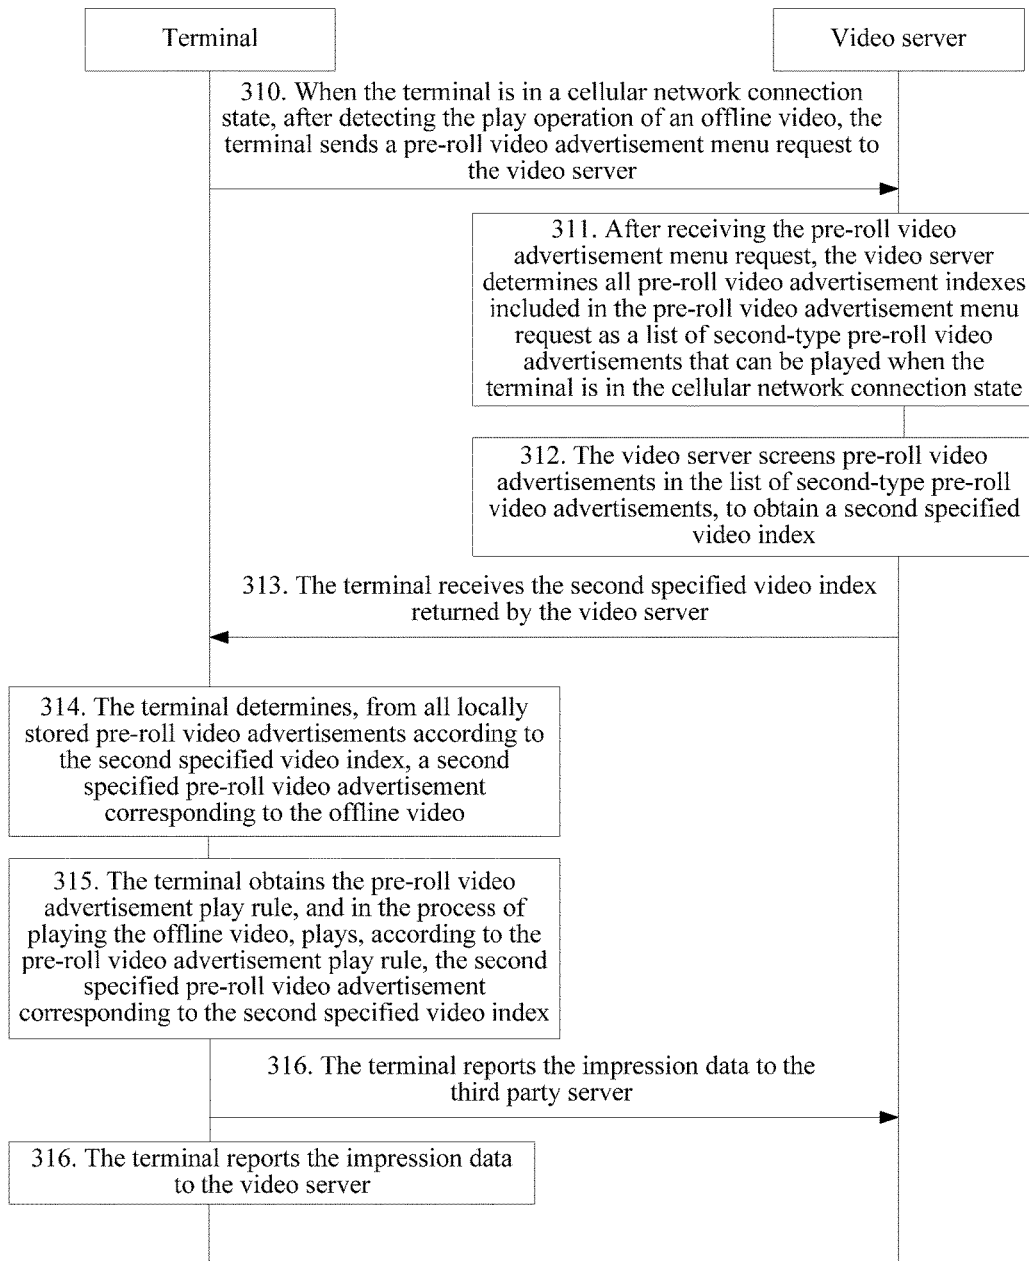 Terminal
Video server
310. When the terminal is in a cellular network connection
state, after detecting the play operation of an offline video, the
terminal sends a pre-roll video advertisement menu request to
the video server
311. After receiving the pre-roll video
advertisement menu request, the video server
determines all pre-roll video advertisement indexes
included in the pre-roll video advertisement menu
request as a list of second-type pre-roll video
advertisements that can be played when the
terminal is in the cellular network connection state
312. The video server screens pre-roll video
advertisements in the list of second-type pre-roll
video advertisements, to obtain a second specified
video index
313. The terminal receives the second specified video index
returned by the video server
314. The terminal determines, from all locally
stored pre-roll video advertisements according to
the second specified video index, a second
specified pre-roll video advertisement
corresponding to the offline video
315. The terminal obtains the pre-roll video
advertisement play rule, and in the process of
playing the offline video, plays, according to the
pre-roll video advertisement play rule, the second
specified pre-roll video advertisement
corresponding to the second specified video index
316. The terminal reports the impression data to the
third party server
316. The terminal reports the impression data
to the video server